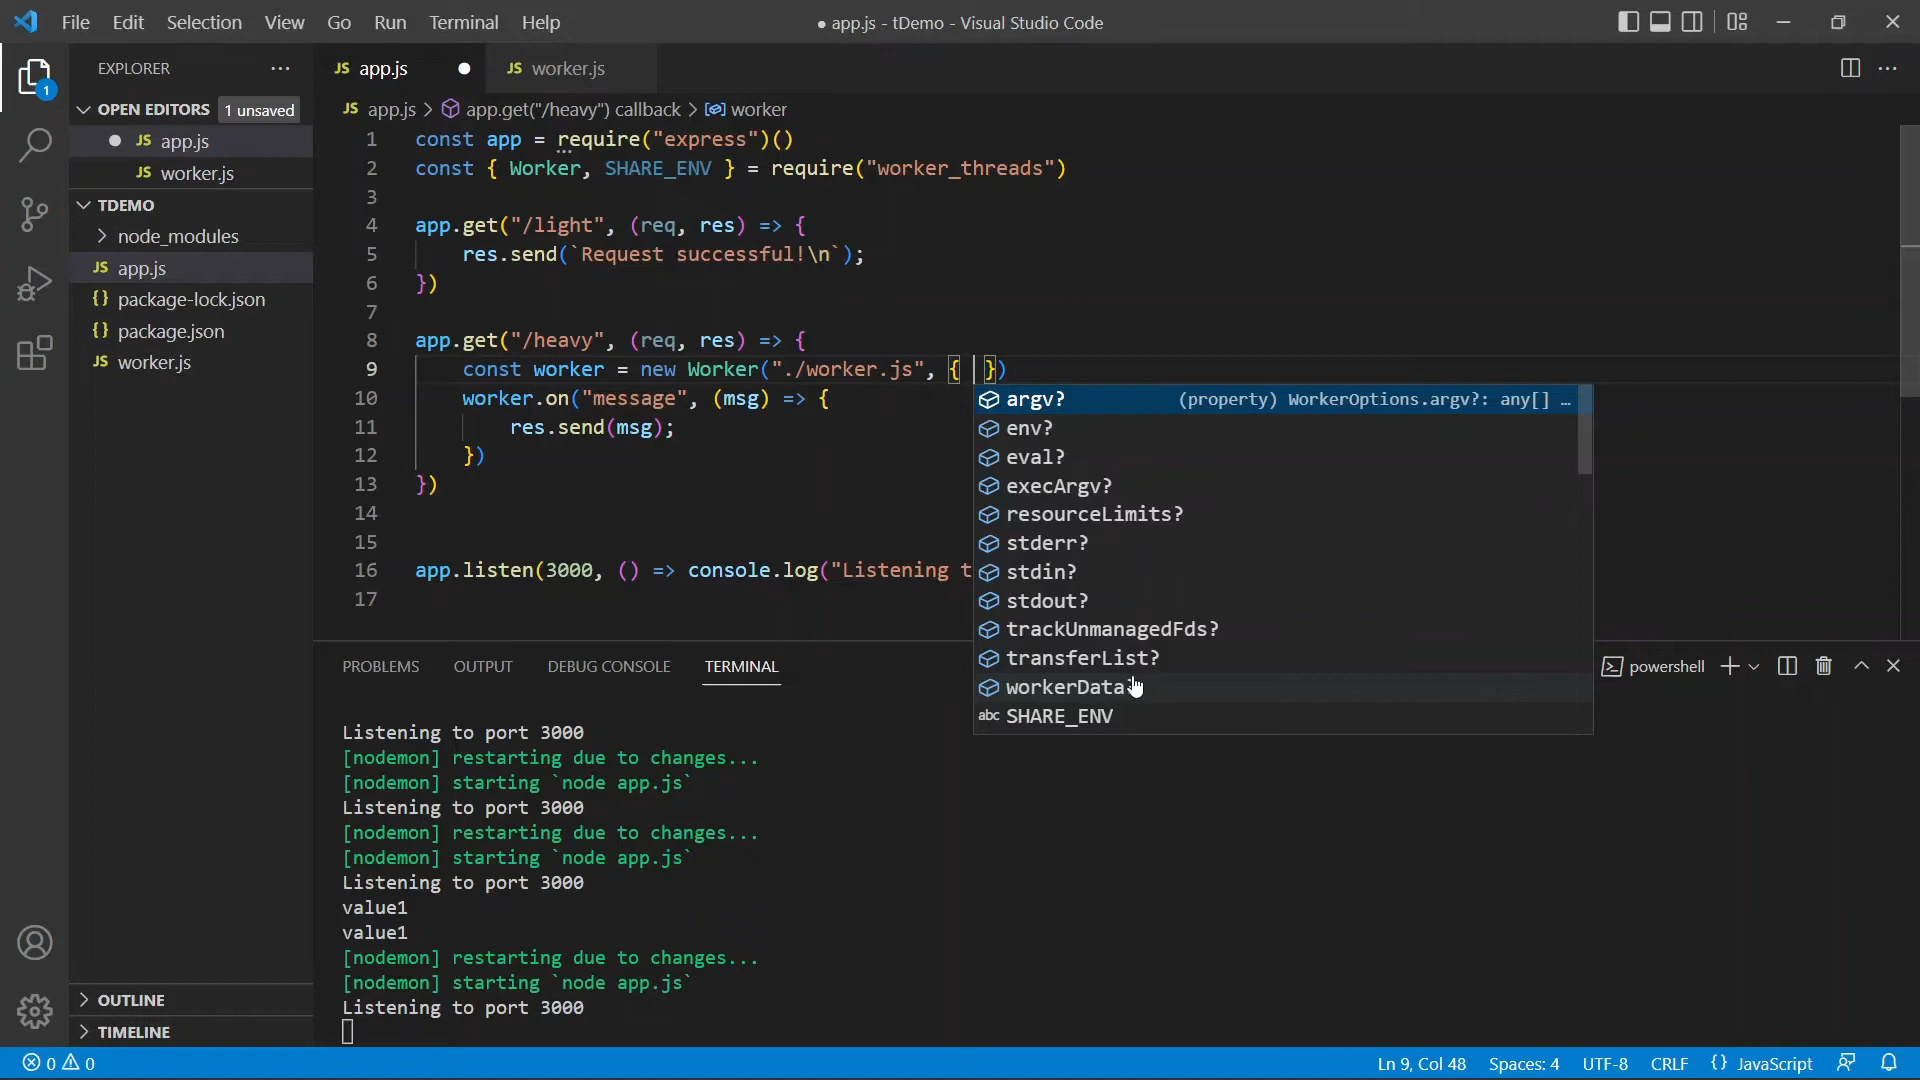 File Edit Selection View Go Run Terminal Help
● app.js - tDemo - Visual Studio Code
EXPLORER
OPEN EDITORS 1 unsaved
JS app.js
JS worker.js
TDEMO
node_modules
JS app.js
{} package-lock.json
{} package.json
JS worker.js
OUTLINE
TIMELINE
1
JS app.js
JS worker.js
JS app.js > app.get("/heavy") callback > worker
1 const app = require("express")()
2 const { Worker, SHARE_ENV } = require("worker_threads")
3
4 app.get("/light", (req, res) => {
5 res.send(`Request successful!\n`);
6 })
7
8 app.get("/heavy", (req, res) => {
9 const worker = new Worker("./worker.js", { })
10 worker.on("message", (msg) => {
11 res.send(msg);
12 })
13 })
14
15
16 app.listen(3000, () => console.log("Listening t
17
argv? (property) WorkerOptions.argv?: any[] …
env?
eval?
execArgv?
resourceLimits?
stderr?
stdin?
stdout?
trackUnmanagedFds?
transferList?
workerData?
abc SHARE_ENV
PROBLEMS OUTPUT DEBUG CONSOLE TERMINAL
powershell
Listening to port 3000
[nodemon] restarting due to changes...
[nodemon] starting `node app.js`
Listening to port 3000
[nodemon] restarting due to changes...
[nodemon] starting `node app.js`
Listening to port 3000
value1
value1
[nodemon] restarting due to changes...
[nodemon] starting `node app.js`
Listening to port 3000
0 0
Ln 9, Col 48 Spaces: 4 UTF-8 CRLF {} JavaScript